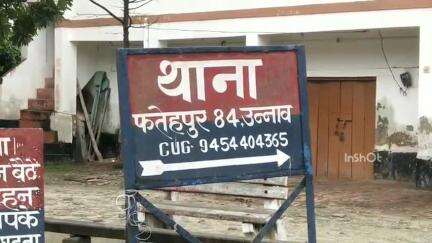 थाना
फतेहपुर 84. उन्नाव
CUG- 9454404365
न बैठें
InShOt